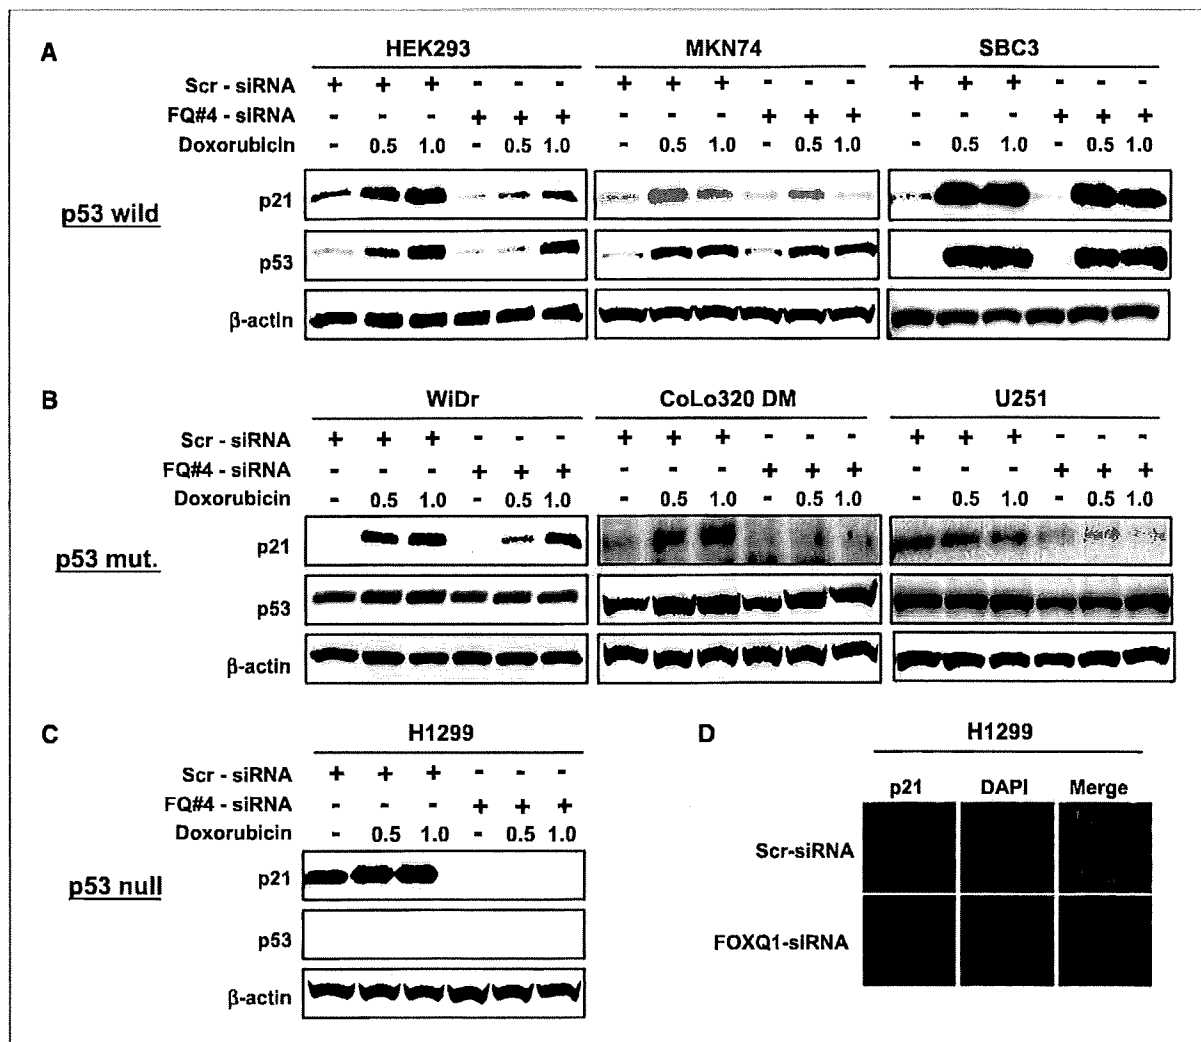 A
HEK293 MKN74 SBC3
Scr - siRNA + + + - - - + + + - - - + + + - - -
FQ#4 - siRNA - - - + + + - - - + + + - - - + + +
Doxorubicin - 0.5 1.0 - 0.5 1.0 - 0.5 1.0 - 0.5 1.0 - 0.5 1.0 - 0.5 1.0
p53 wild
p21
p53
β-actin
B
WiDr CoLo320 DM U251
Scr - siRNA + + + - - - + + + - - - + + + - - -
FQ#4 - siRNA - - - + + + - - - + + + - - - + + +
Doxorubicin - 0.5 1.0 - 0.5 1.0 - 0.5 1.0 - 0.5 1.0 - 0.5 1.0 - 0.5 1.0
p53 mut.
p21
p53
β-actin
C
H1299
Scr - siRNA + + + - - -
FQ#4 - siRNA - - - + + +
Doxorubicin - 0.5 1.0 - 0.5 1.0
p53 null
p21
p53
β-actin
D
H1299
p21 DAPI Merge
Scr-siRNA
FOXQ1-siRNA